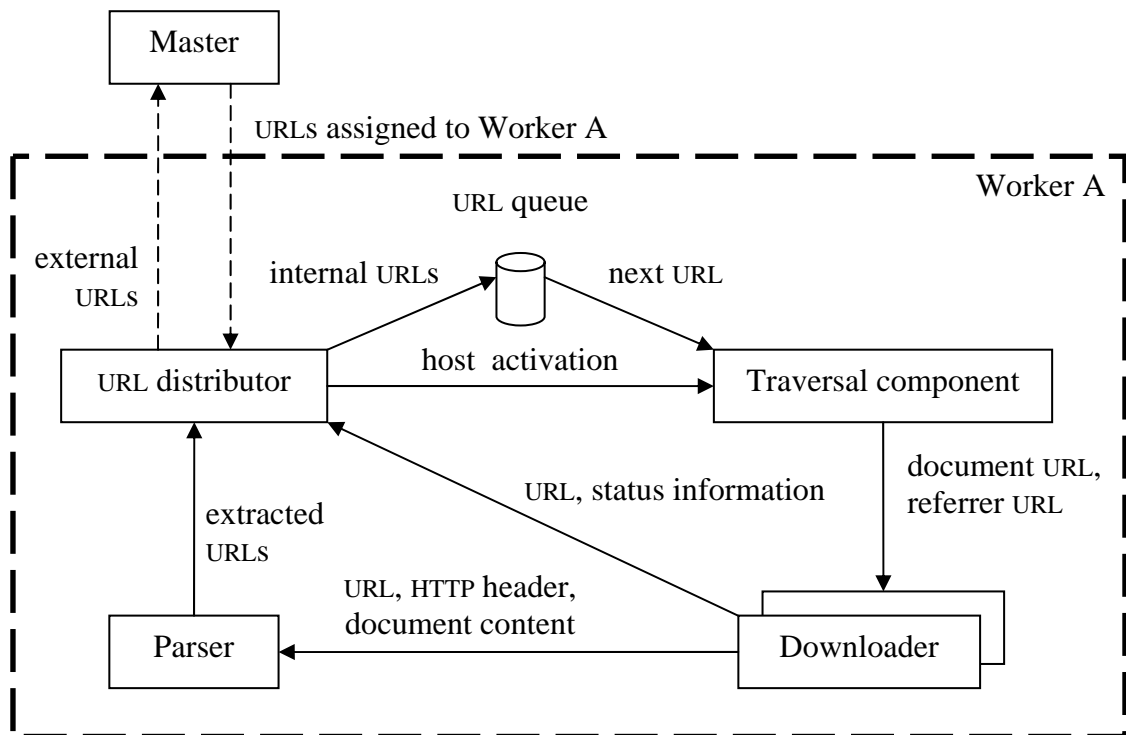 Master
URLs assigned to Worker A
Worker A
URL queue
external
URLs
internal URLs
next URL
host activation
URL distributor
Traversal component
document URL,
referrer URL
URL, status information
extracted
URLs
URL, HTTP header,
document content
Parser
Downloader